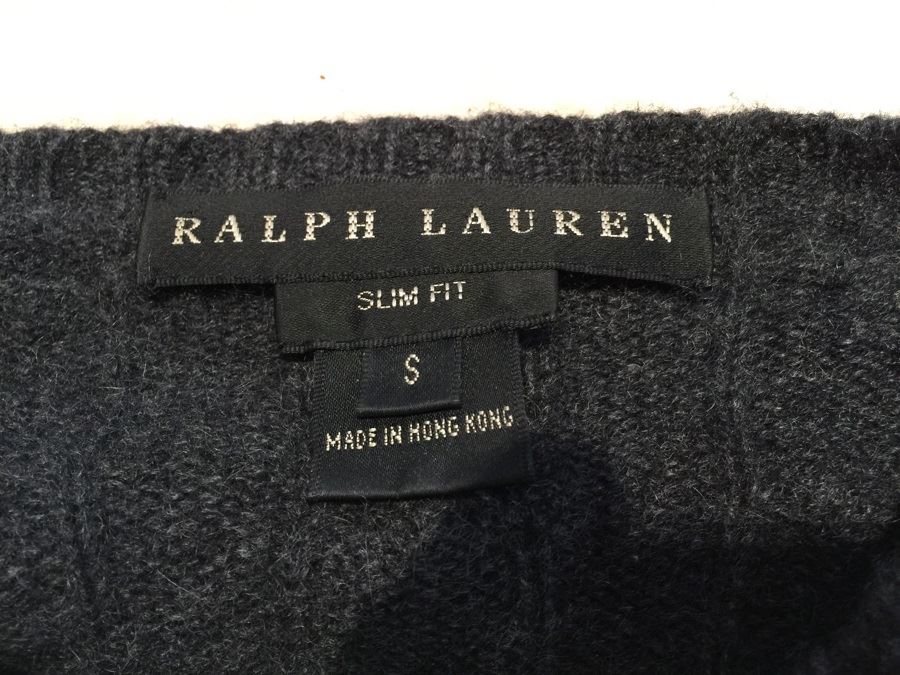 RALPH LAUREN
SLIM FIT
S
MADE IN HONG KONG